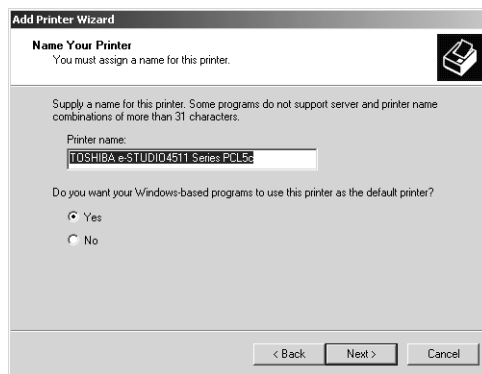 Add Printer Wizard
Name Your Printer
You must assign a name for this printer.
Supply a name for this printer. Some programs do not support server and printer name
combinations of more than 31 characters.
Printer name:
TOSHIBA e-STUDIO4511 Series PCL5c
Do you want your Windows-based programs to use this printer as the default printer?
Yes
No
< Back
Next >
Cancel